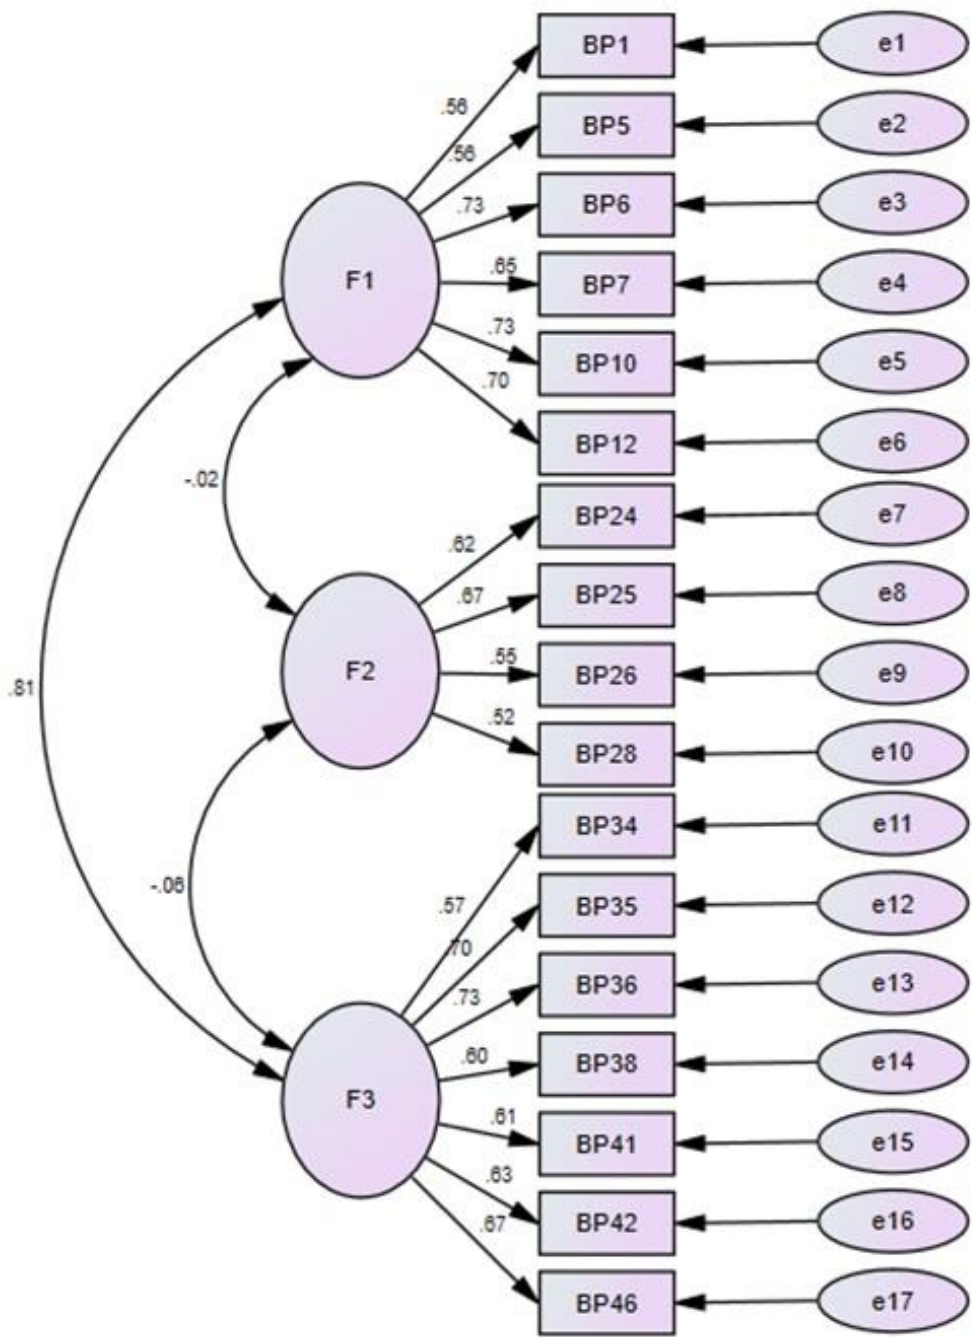 BP1
e1
.56
BP5
e2
.56
BP6
e3
.73
F1
BP7
e4
.65
BP10
e5
.73
BP12
e6
.70
-.02
BP24
e7
.62
BP25
e8
.67
F2
BP26
e9
.55
.81
BP28
e10
.52
BP34
e11
-.06
.57
BP35
e12
.70
BP36
e13
.73
BP38
e14
.60
F3
BP41
e15
.61
BP42
e16
.63
BP46
e17
.67